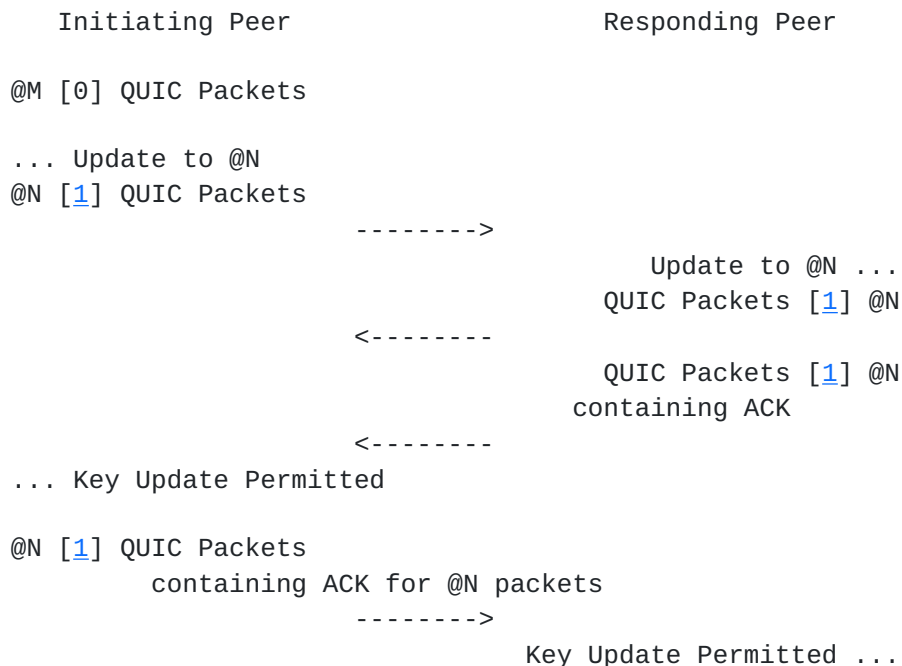 Initiating Peer                    Responding Peer
@M [0] QUIC Packets
... Update to @N
@N [1] QUIC Packets
-------->
Update to @N ...
QUIC Packets [1] @N
<--------
QUIC Packets [1] @N
containing ACK
<--------
... Key Update Permitted
@N [1] QUIC Packets
containing ACK for @N packets
-------->
Key Update Permitted ...